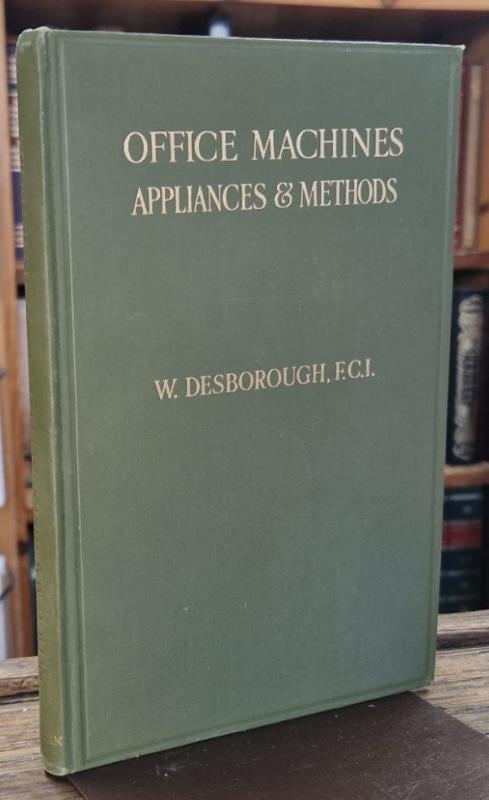 OFFICE MACHINES
APPLIANCES & METHODS
W. DESBOROUGH, F.C.I.